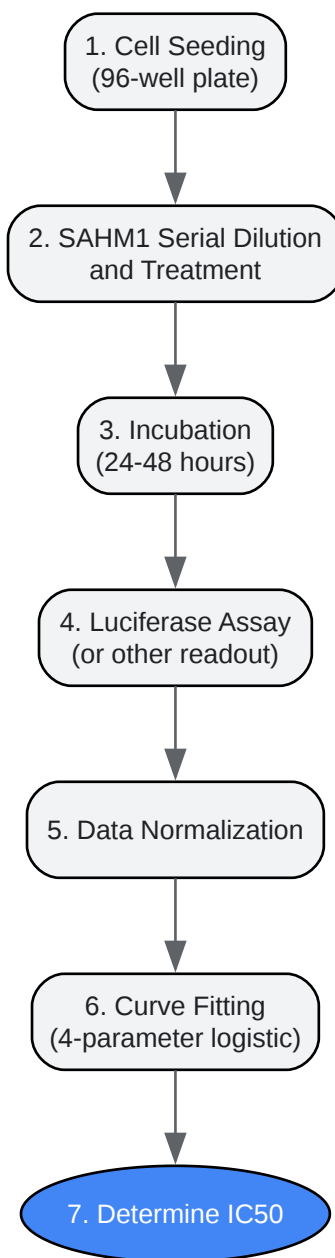 1. Cell Seeding
(96-well plate)
2. SAHM1 Serial Dilution
and Treatment
3. Incubation
(24-48 hours)
4. Luciferase Assay
(or other readout)
5. Data Normalization
6. Curve Fitting
(4-parameter logistic)
7. Determine IC50